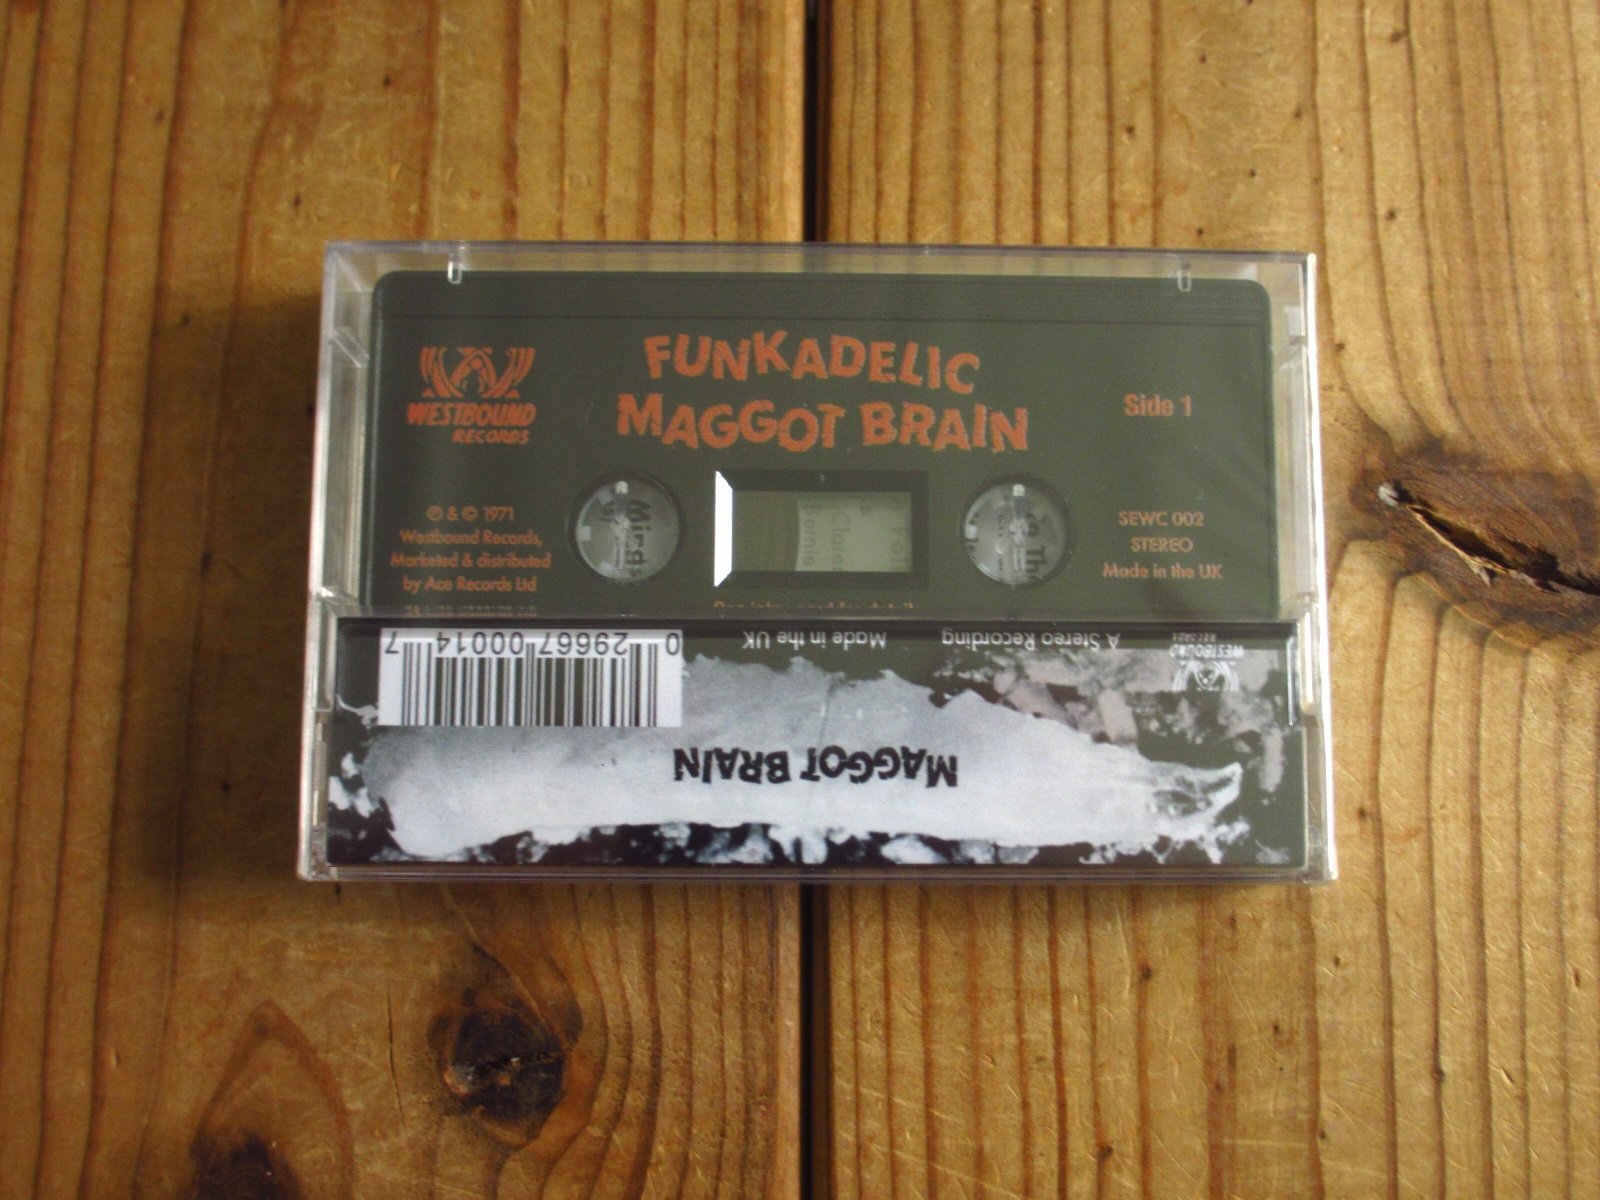 FUNKADELIC
MAGGOT BRAIN
WESTBOUND
RECORDS
Side 1
℗ & © 1971
Westbound Records,
Marketed & distributed
by Ace Records Ltd
SEWC 002
STEREO
Made in the UK
WESTBOUND
RECORDS
A Stereo Recording
Made in the UK
0 29667 00014 7
MAGGOT BRAIN